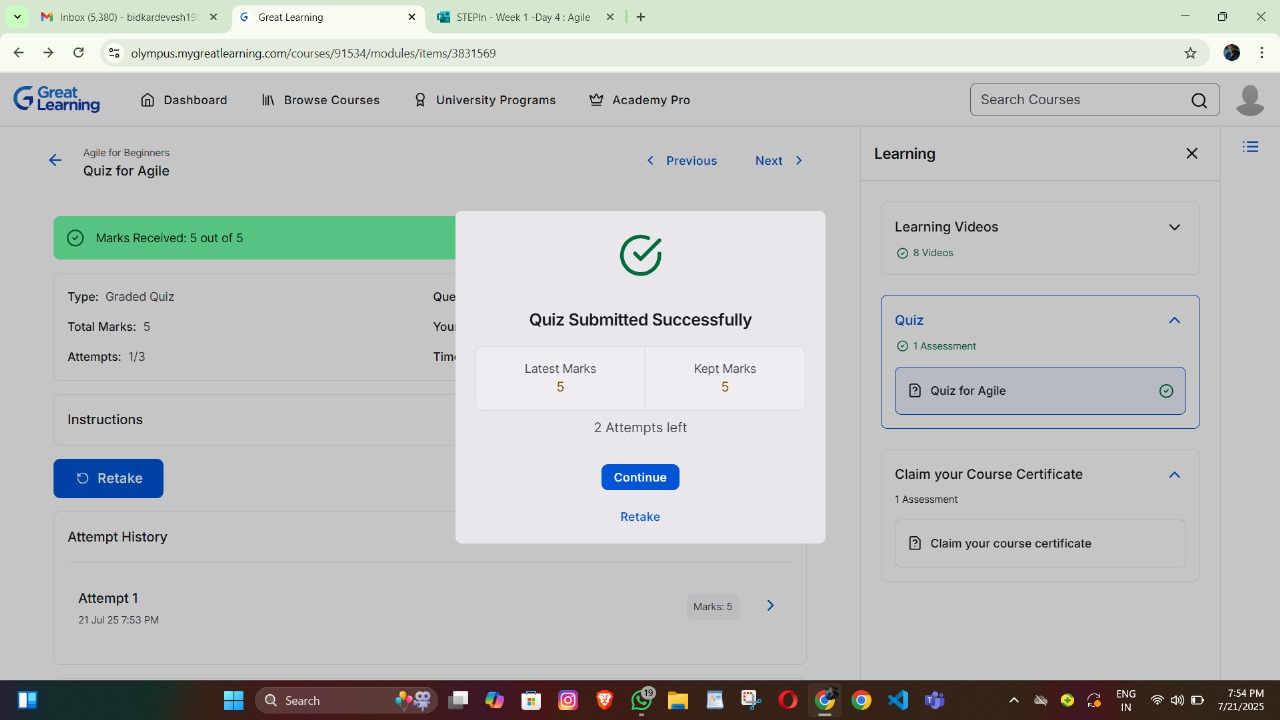 Inbox (5,380) - bidkardevesh19
Great Learning
STEPin - Week 1 -Day 4 : Agile
olympus.mygreatlearning.com/courses/91534/modules/items/3831569
Great Learning
Dashboard
Browse Courses
University Programs
Academy Pro
Search Courses
Agile for Beginners
Quiz for Agile
Previous
Next
Marks Received: 5 out of 5
Type: Graded Quiz
Que
Total Marks: 5
You
Attempts: 1/3
Tim
Instructions
Retake
Attempt History
Attempt 1
21 Jul 25 7:53 PM
Marks: 5
Quiz Submitted Successfully
Latest Marks
5
Kept Marks
5
2 Attempts left
Continue
Retake
Learning
Learning Videos
8 Videos
Quiz
1 Assessment
Quiz for Agile
Claim your Course Certificate
1 Assessment
Claim your course certificate
Search
19
ENG
IN
7:54 PM
7/21/2025